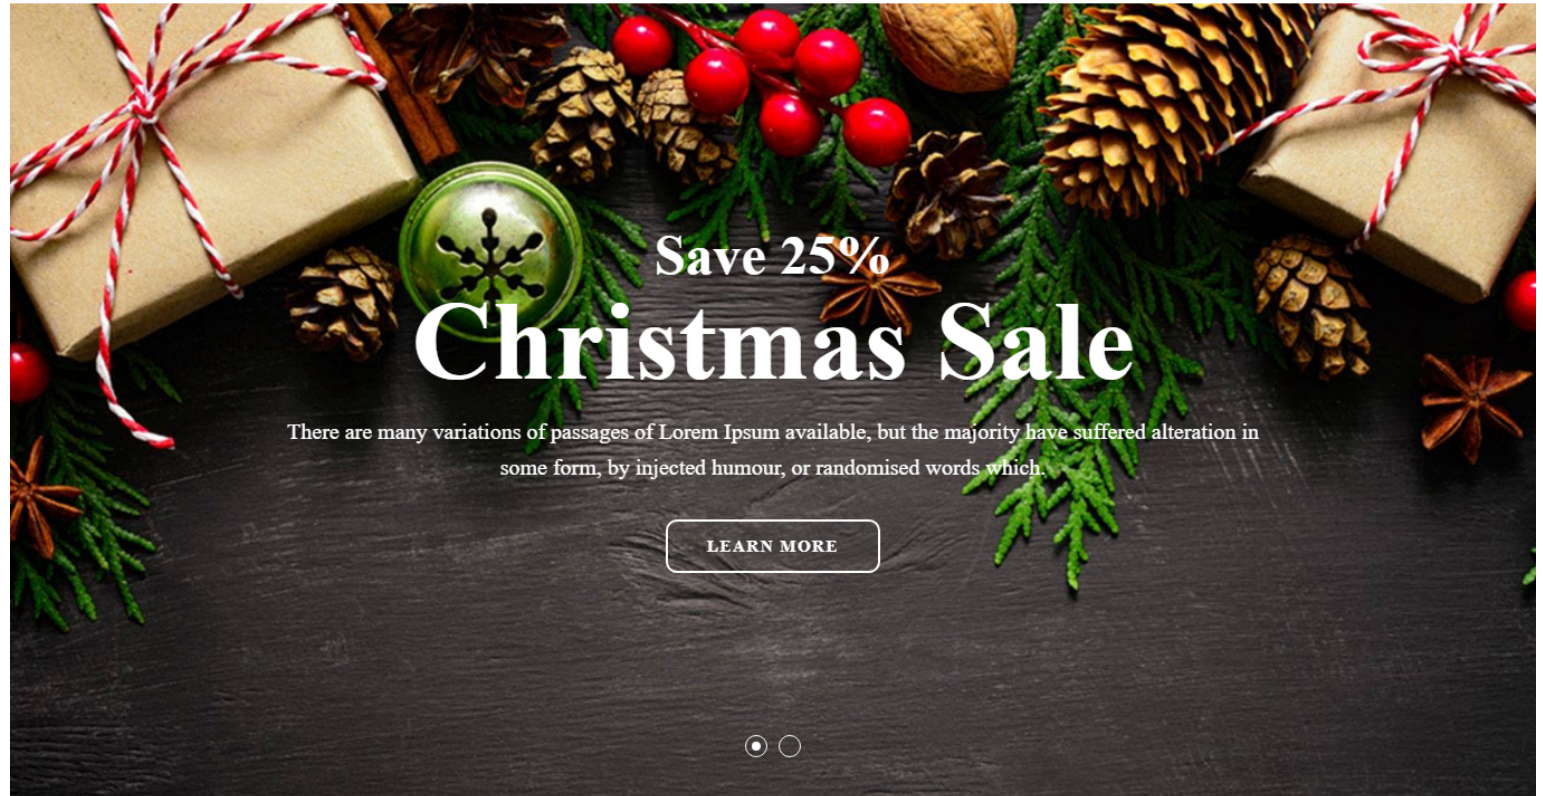 Save 25%
Christmas Sale
There are many variations of passages of Lorem Ipsum available, but the majority have suffered alteration in
some form, by injected humour, or randomised words which.
LEARN MORE